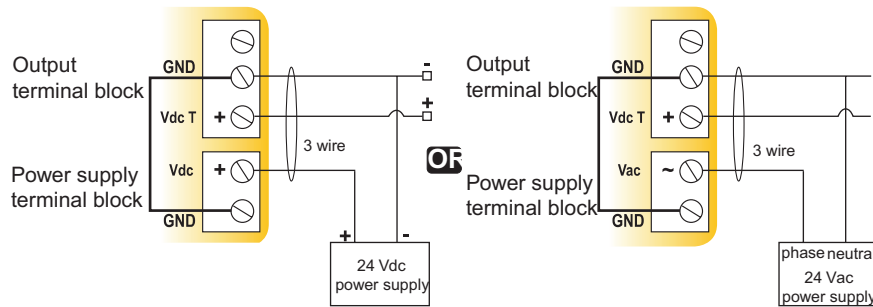 Output
terminal block
GND
Vdc T
+
-
+
3 wire
Power supply
terminal block
Vdc
+
GND
+
-
24 Vdc
power supply
OR
Output
terminal block
GND
Vdc T
+
3 wire
Power supply
terminal block
Vac
~
GND
phase neutral
24 Vac
power supply